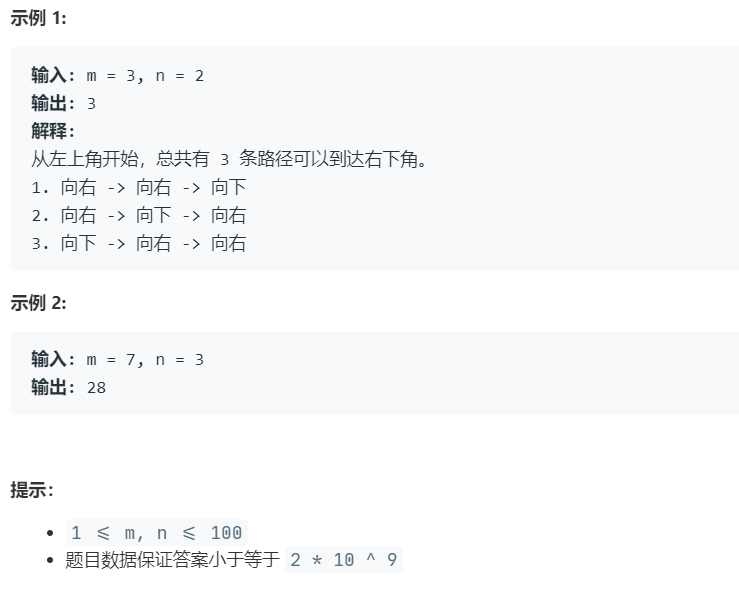 示例 1:
输入: m = 3, n = 2
输出: 3
解释:
从左上角开始，总共有 3 条路径可以到达右下角。
1. 向右 -> 向右 -> 向下
2. 向右 -> 向下 -> 向右
3. 向下 -> 向右 -> 向右
示例 2:
输入: m = 7, n = 3
输出: 28
提示：
• 1 <= m, n <= 100
• 题目数据保证答案小于等于 2 * 10 ^ 9